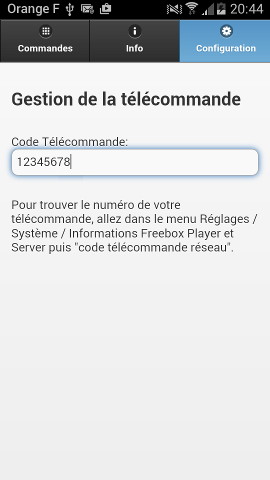 Orange F 20:44
Commandes Info Configuration
Gestion de la télécommande
Code Télécommande:
12345678
Pour trouver le numéro de votre
télécommande, allez dans le menu Réglages /
Système / Informations Freebox Player et
Server puis "code télécommande réseau".